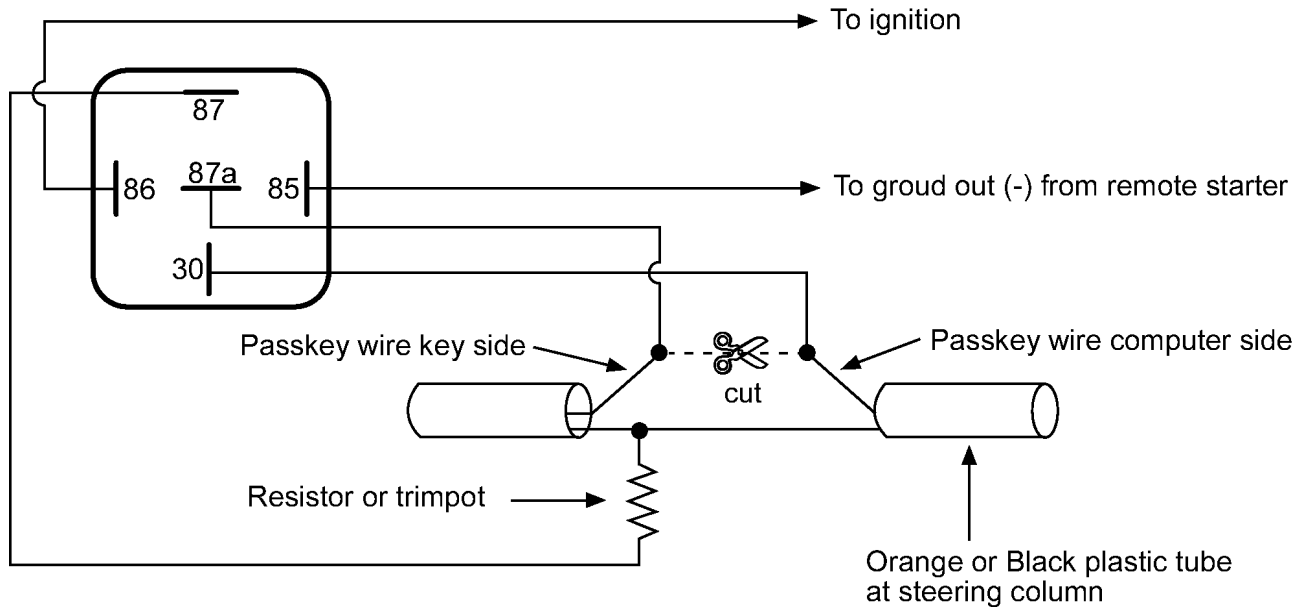 To ignition
87
87a
86
85
To groud out (-) from remote starter
30
Passkey wire key side
Passkey wire computer side
cut
Resistor or trimpot
Orange or Black plastic tube
at steering column